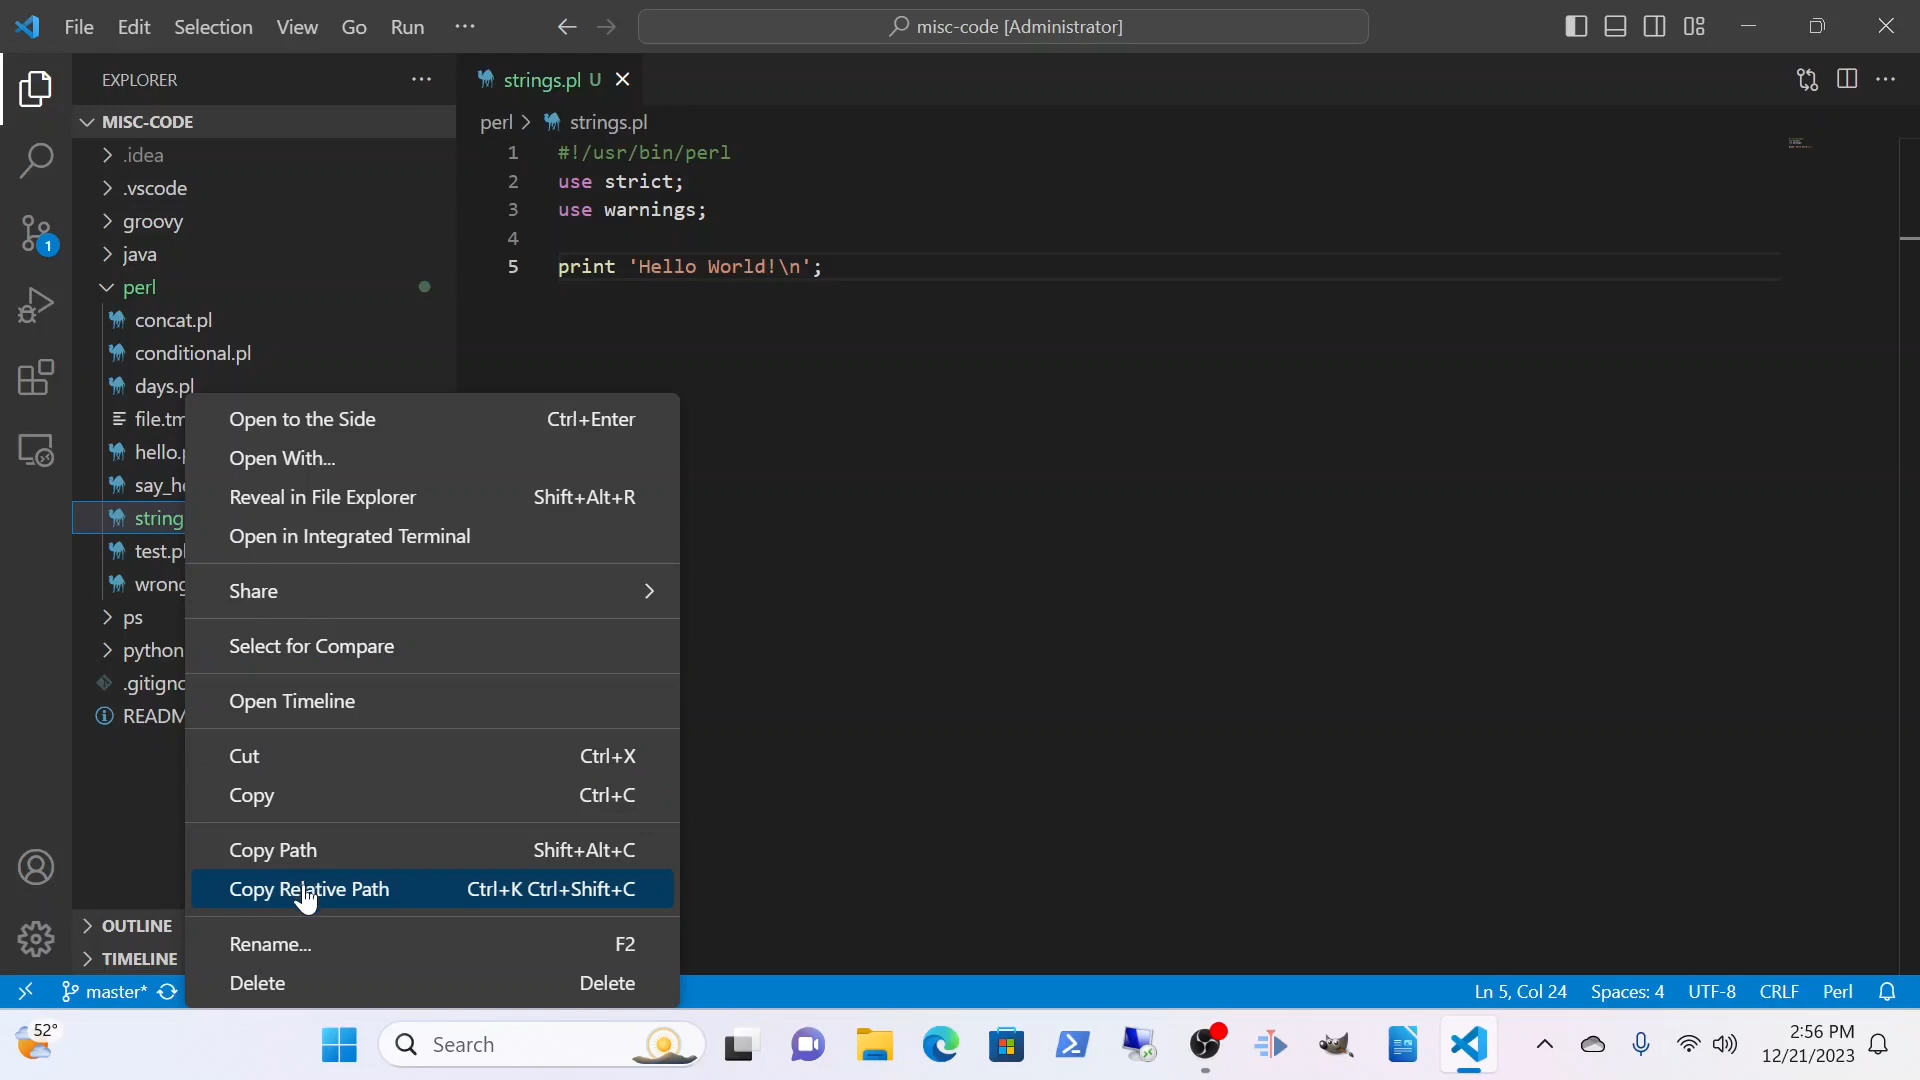 File Edit Selection View Go Run ··· misc-code [Administrator]
EXPLORER ···
strings.pl U
MISC-CODE
perl > strings.pl
.idea
.vscode
groovy
java
perl
concat.pl
conditional.pl
days.pl
file.tm
hello.p
say_he
string
test.pl
wrong
ps
python
.gitigno
READM
OUTLINE
TIMELINE
1 #!/usr/bin/perl
2 use strict;
3 use warnings;
4
5 print 'Hello World!\n';
1
Open to the Side Ctrl+Enter
Open With...
Reveal in File Explorer Shift+Alt+R
Open in Integrated Terminal
Share
Select for Compare
Open Timeline
Cut Ctrl+X
Copy Ctrl+C
Copy Path Shift+Alt+C
Copy Relative Path Ctrl+K Ctrl+Shift+C
Rename... F2
Delete Delete
master* Ln 5, Col 24 Spaces: 4 UTF-8 CRLF Perl
52° Search 2:56 PM
12/21/2023